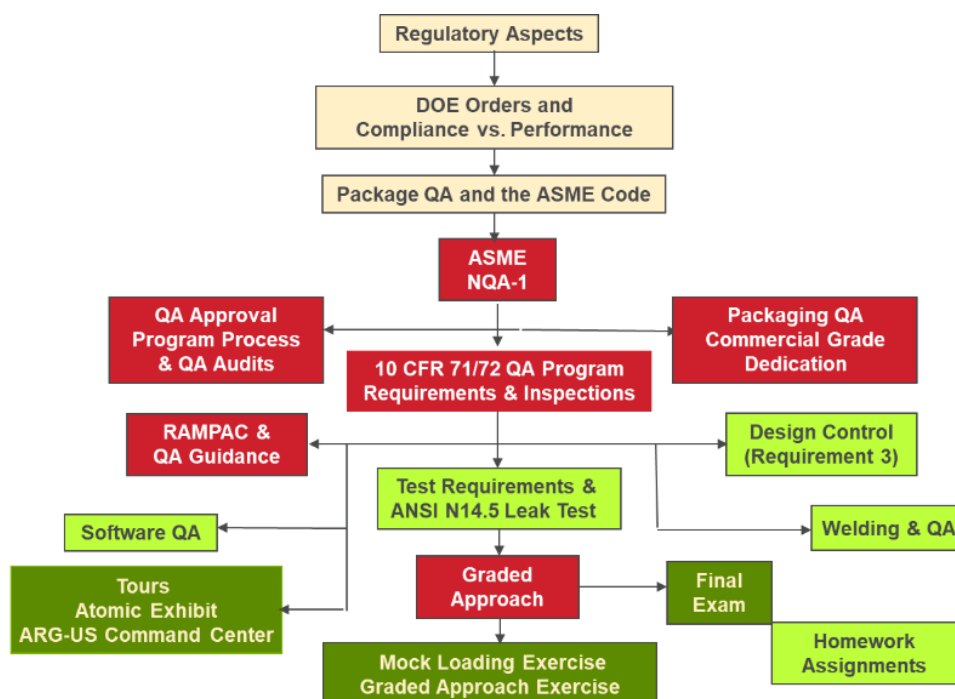 Regulatory Aspects
DOE Orders and
Compliance vs. Performance
Package QA and the ASME Code
ASME
NQA-1
QA Approval
Program Process
& QA Audits
Packaging QA
Commercial Grade
Dedication
10 CFR 71/72 QA Program
Requirements & Inspections
RAMPAC &
QA Guidance
Design Control
(Requirement 3)
Test Requirements &
ANSI N14.5 Leak Test
Software QA
Welding & QA
Tours
Atomic Exhibit
ARG-US Command Center
Graded
Approach
Final
Exam
Homework
Assignments
Mock Loading Exercise
Graded Approach Exercise